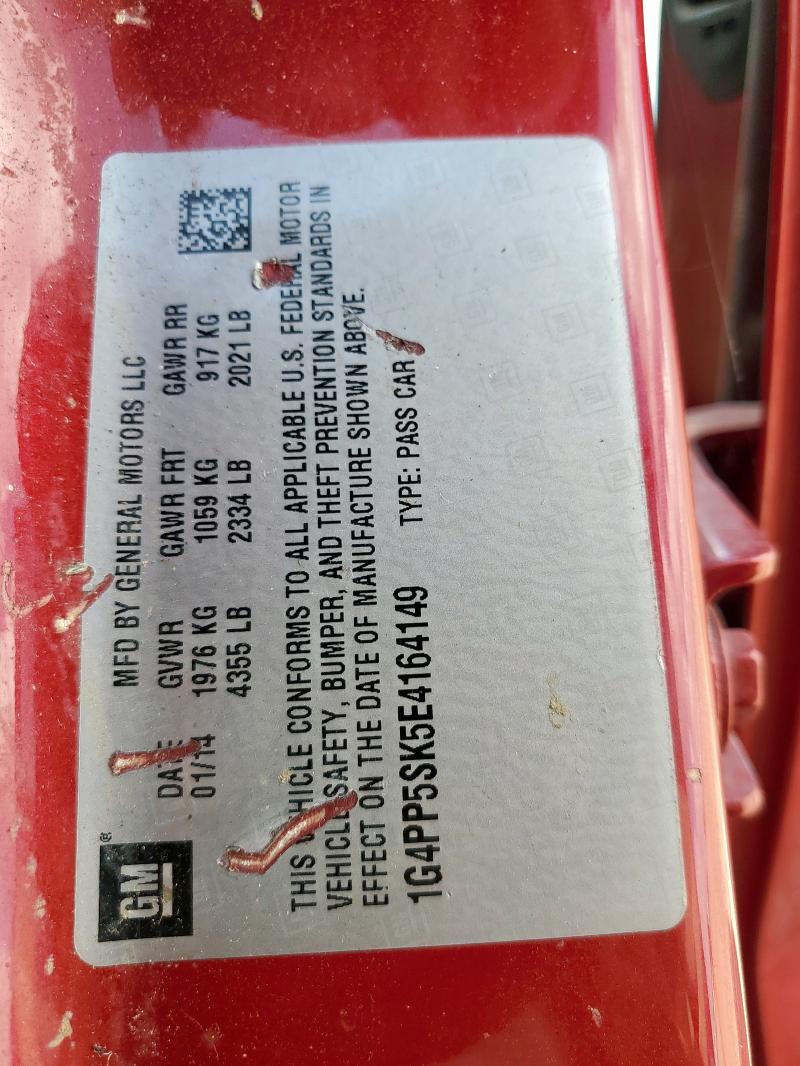 GM®
MFD BY GENERAL MOTORS LLC
DATE GVWR GAWR FRT GAWR RR
01/14 1976 KG 1059 KG 917 KG
4355 LB 2334 LB 2021 LB
THIS VEHICLE CONFORMS TO ALL APPLICABLE U.S. FEDERAL MOTOR
VEHICLE SAFETY, BUMPER, AND THEFT PREVENTION STANDARDS IN
EFFECT ON THE DATE OF MANUFACTURE SHOWN ABOVE.
1G4PP5SK5E4164149 TYPE: PASS CAR